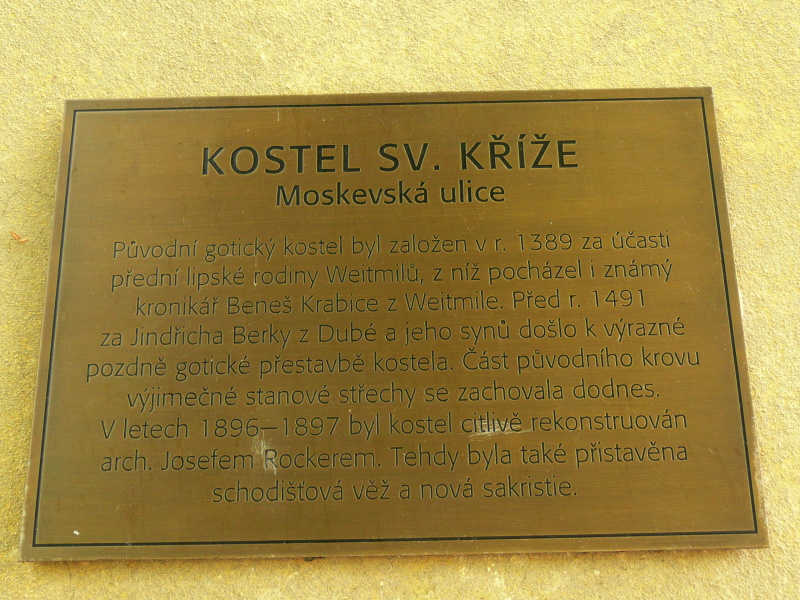 KOSTEL SV. KŘÍŽE
Moskevská ulice
Původní gotický kostel byl založen v r. 1389 za účasti
přední lipské rodiny Weitmilů, z níž pocházel i známý
kronikář Beneš Krabice z Weitmile. Před r. 1491
za Jindřicha Berky z Dubé a jeho synů došlo k výrazné
pozdně gotické přestavbě kostela. Část původního krovu
výjimečné stanové střechy se zachovala dodnes.
V letech 1896–1897 byl kostel citlivě rekonstruován
arch. Josefem Rockerem. Tehdy byla také přistavěna
schodišťová věž a nová sakristie.